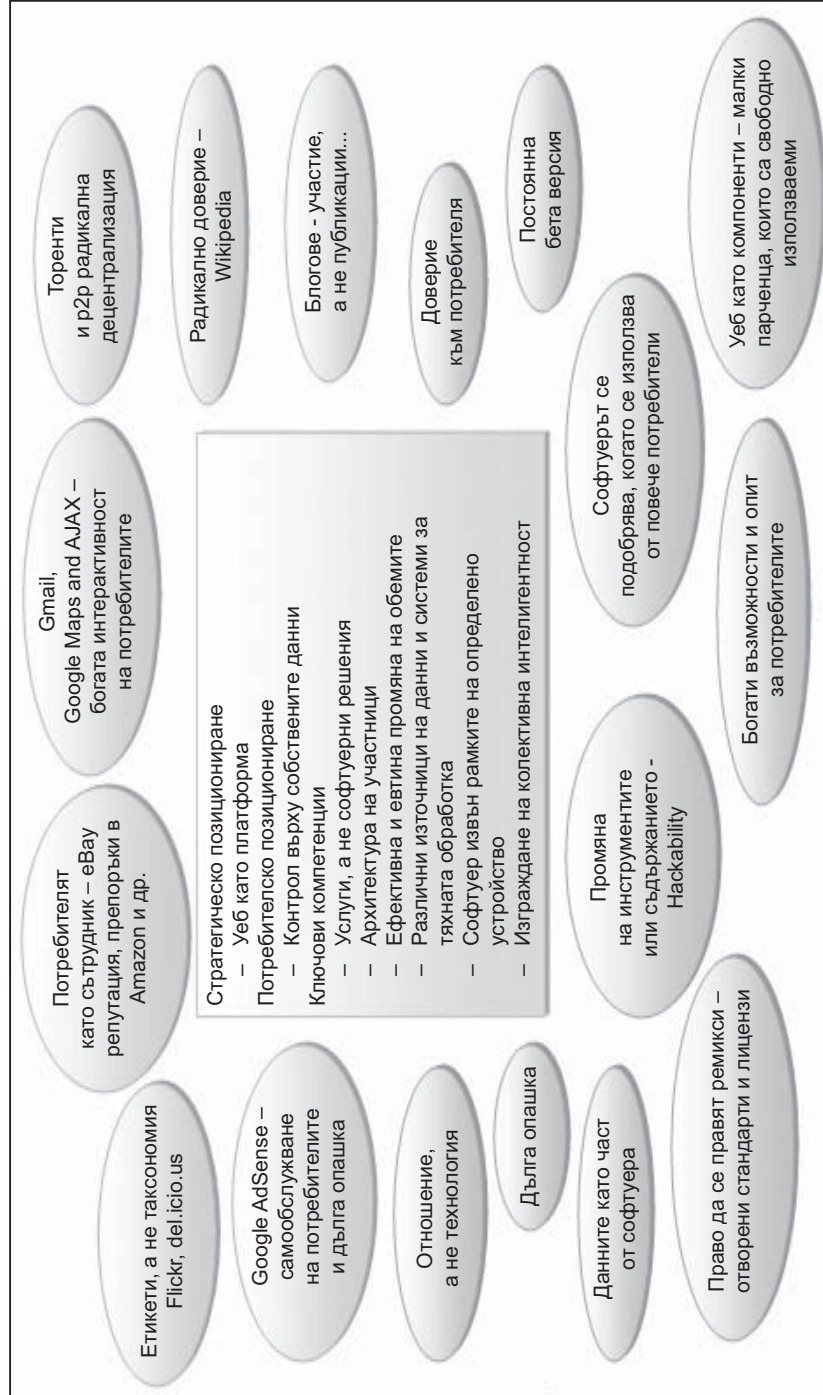 Етикети, а не таксономия
Flickr, del.icio.us
Потребителят
като сътрудник – eBay
репутация, препоръки в
Amazon и др.
Gmail,
Google Maps and AJAX –
богата интерактивност
на потребителите
Торенти
и p2p радикална
децентрализация
Google AdSense –
самообслужване
на потребителите
и дълга опашка
Радикално доверие –
Wikipedia
Блогове - участие,
а не публикации...
Стратегическо позициониране
– Уеб като платформа
Потребителско позициониране
– Контрол върху собствените данни
Ключови компетенции
– Услуги, а не софтуерни решения
– Архитектура на участници
– Ефективна и евтина промяна на обемите
– Различни източници на данни и системи за
тяхната обработка
– Софтуер извън рамките на определено
устройство
– Изграждане на колективна интелигентност
Отношение,
а не технология
Доверие
към потребителя
Дълга опашка
Постоянна
бета версия
Данните като част
от софтуера
Промяна
на инструментите
или съдържанието -
Hackability
Софтуерът се
подобрява, когато се използва
от повече потребители
Право да се правят ремикси –
отворени стандарти и лицензи
Богати възможности и опит
за потребителите
Уеб като компоненти – малки
парченца, които са свободно
използваеми